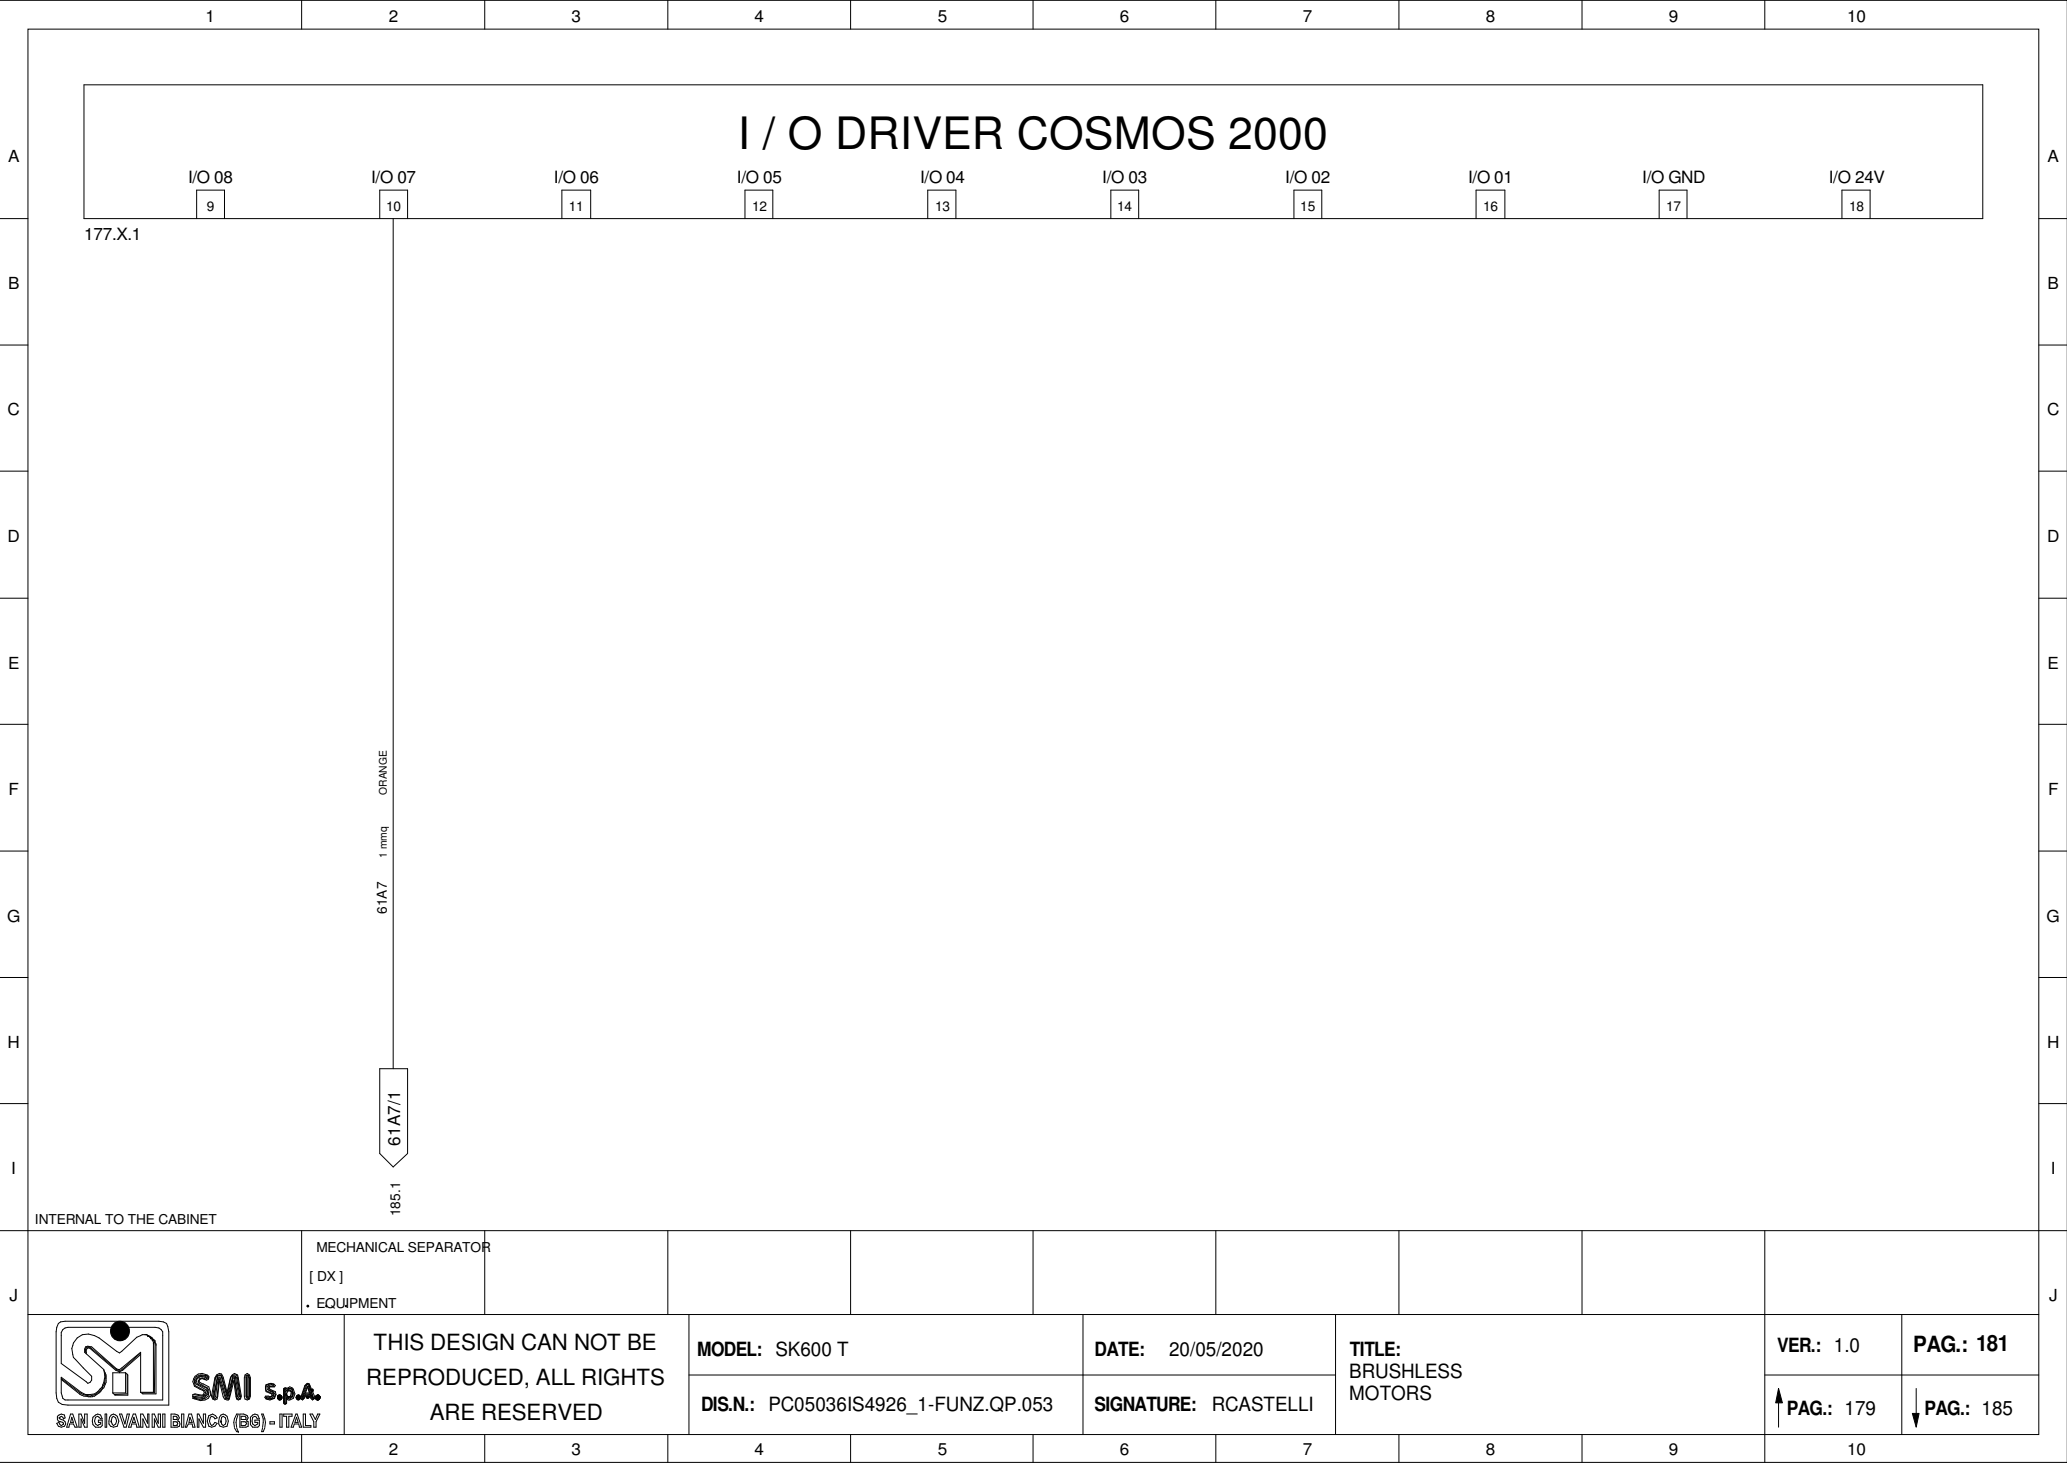 1 2 3 4 5 6 7 8 9 10
I / O DRIVER COSMOS 2000
A A
I/O 08 I/O 07 I/O 06 I/O 05 I/O 04 I/O 03 I/O 02 I/O 01 I/O GND I/O 24V
9 10 11 12 13 14 15 16 17 18
177.X.1
B B
C C
D D
E E
ORANGE
F F
1 mmq
61A7
G G
H H
61A7/1
I I
185.1
INTERNAL TO THE CABINET
MECHANICAL SEPARATOR
[ DX ]
J J
. EQUIPMENT
SMI s.p.A.
SAN GIOVANNI BIANCO (BG) - ITALY
THIS DESIGN CAN NOT BE
REPRODUCED, ALL RIGHTS
ARE RESERVED
MODEL: SK600 T
DIS.N.: PC05036IS4926_1-FUNZ.QP.053
DATE: 20/05/2020
SIGNATURE: RCASTELLI
TITLE:
BRUSHLESS
MOTORS
VER.: 1.0
PAG.: 181
PAG.: 179
PAG.: 185
1 2 3 4 5 6 7 8 9 10